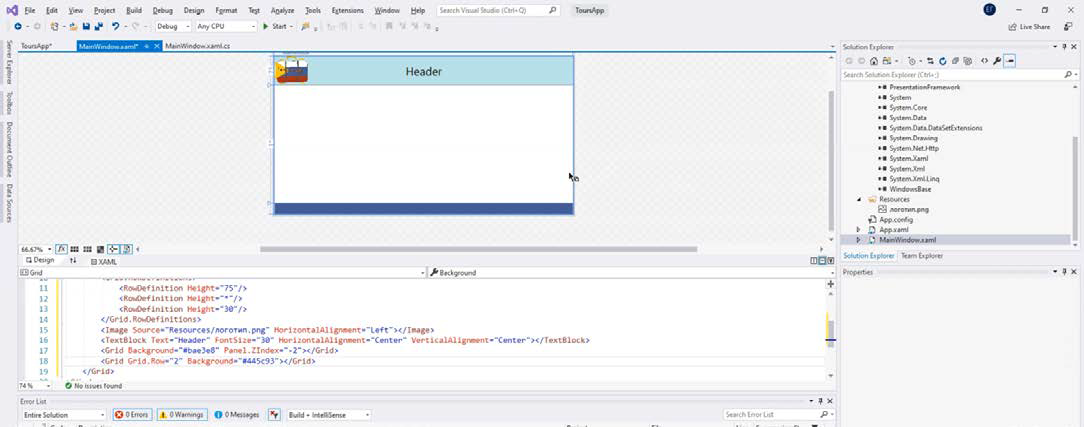 File Edit View Git Project Build Debug Design Format Test Analyze Tools Extensions Window Help Search Visual Studio (Ctrl+Q) ToursApp
Debug Any CPU Start Live Share
ToursApp* MainWindow.xaml* MainWindow.xaml.cs
Server Explorer
Toolbox
Document Outline
Data Sources
Header
66.67%
Design XAML
Grid Background
11 <RowDefinition Height="75"/>
12 <RowDefinition Height="*"/>
13 <RowDefinition Height="30"/>
14 </Grid.RowDefinitions>
15 <Image Source="Resources/логотип.png" HorizontalAlignment="Left"></Image>
16 <TextBlock Text="Header" FontSize="30" HorizontalAlignment="Center" VerticalAlignment="Center"></TextBlock>
17 <Grid Background="#bae3e8" Panel.ZIndex="-2"></Grid>
18 <Grid Grid.Row="2" Background="#445c93"></Grid>
19 </Grid>
74 % No issues found
Error List
Entire Solution 0 Errors 0 Warnings 0 Messages Build + IntelliSense Search Error List
Solution Explorer
Search Solution Explorer (Ctrl+;)
PresentationFramework
System
System.Core
System.Data
System.Data.DataSetExtensions
System.Drawing
System.Net.Http
System.Xaml
System.Xml
System.Xml.Linq
WindowsBase
Resources
логотип.png
App.config
App.xaml
MainWindow.xaml
Solution Explorer Team Explorer
Properties